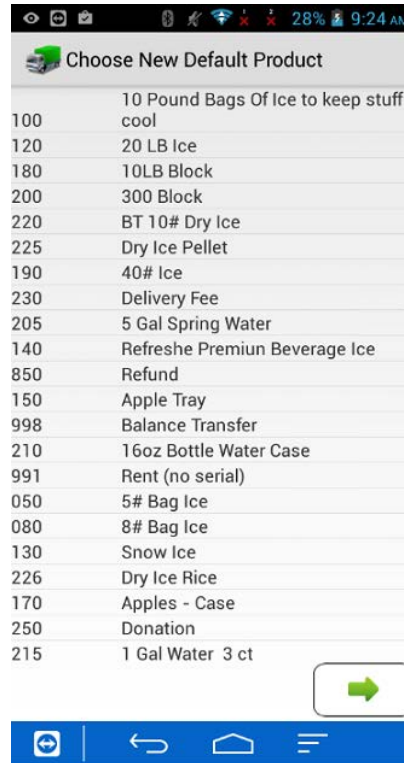 28% 9:24 AM
Choose New Default Product
10 Pound Bags Of Ice to keep stuff
100 cool
120 20 LB Ice
180 10LB Block
200 300 Block
220 BT 10# Dry Ice
225 Dry Ice Pellet
190 40# Ice
230 Delivery Fee
205 5 Gal Spring Water
140 Refreshe Premiun Beverage Ice
850 Refund
150 Apple Tray
998 Balance Transfer
210 16oz Bottle Water Case
991 Rent (no serial)
050 5# Bag Ice
080 8# Bag Ice
130 Snow Ice
226 Dry Ice Rice
170 Apples - Case
250 Donation
215 1 Gal Water 3 ct